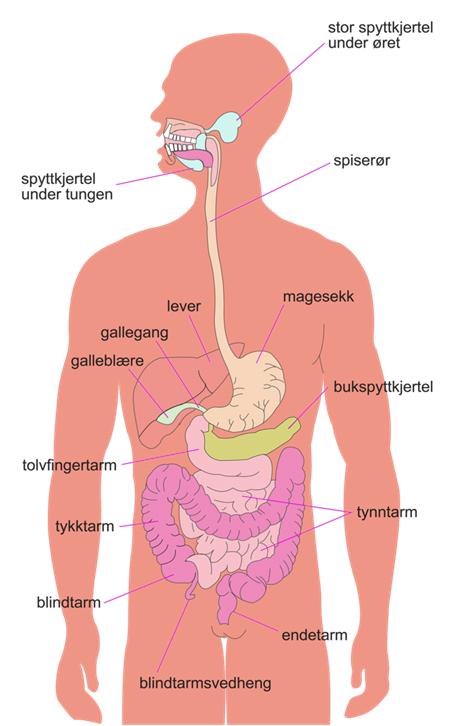 stor spyttkjertel
under øret
spiserør
spyttkjertel
under tungen
magesekk
lever
gallegang
galleblære
bukspyttkjertel
tolvfingertarm
tykktarm
tynntarm
blindtarm
endetarm
blindtarmsvedheng